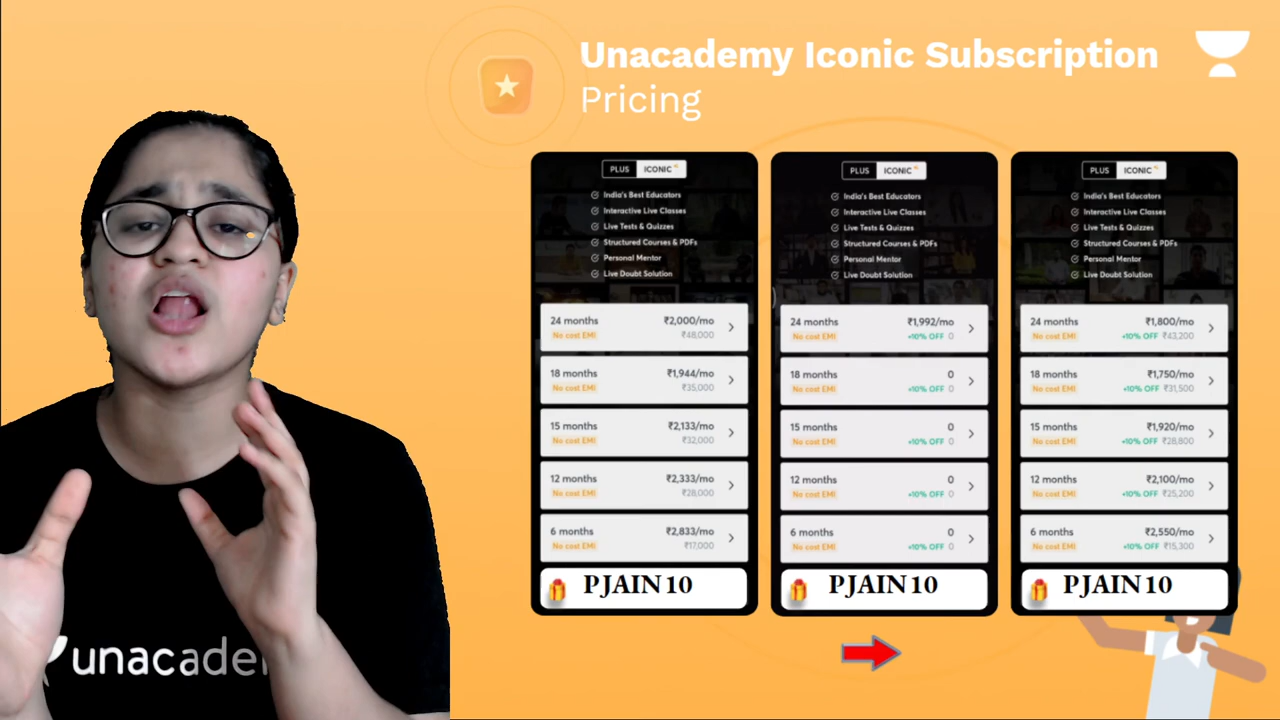 Unacademy Iconic Subscription
Pricing
PLUS ICONIC
India's Best Educators
Interactive Live Classes
Live Tests & Quizzes
Structured Courses & PDFs
Personal Mentor
Live Doubt Solution
24 months ₹2,000/mo
No cost EMI ₹48,000
18 months ₹1,944/mo
No cost EMI ₹35,000
15 months ₹2,133/mo
No cost EMI ₹32,000
12 months ₹2,333/mo
No cost EMI ₹28,000
6 months ₹2,833/mo
No cost EMI ₹17,000
PJAIN10
PLUS ICONIC
India's Best Educators
Interactive Live Classes
Live Tests & Quizzes
Structured Courses & PDFs
Personal Mentor
Live Doubt Solution
24 months ₹1,992/mo
No cost EMI +10% OFF 0
18 months 0
No cost EMI +10% OFF 0
15 months 0
No cost EMI +10% OFF 0
12 months 0
No cost EMI +10% OFF 0
6 months 0
No cost EMI +10% OFF 0
PJAIN10
PLUS ICONIC
India's Best Educators
Interactive Live Classes
Live Tests & Quizzes
Structured Courses & PDFs
Personal Mentor
Live Doubt Solution
24 months ₹1,800/mo
No cost EMI +10% OFF ₹43,200
18 months ₹1,750/mo
No cost EMI +10% OFF ₹31,500
15 months ₹1,920/mo
No cost EMI +10% OFF ₹28,800
12 months ₹2,100/mo
No cost EMI +10% OFF ₹25,200
6 months ₹2,550/mo
No cost EMI +10% OFF ₹15,300
PJAIN10
unacade